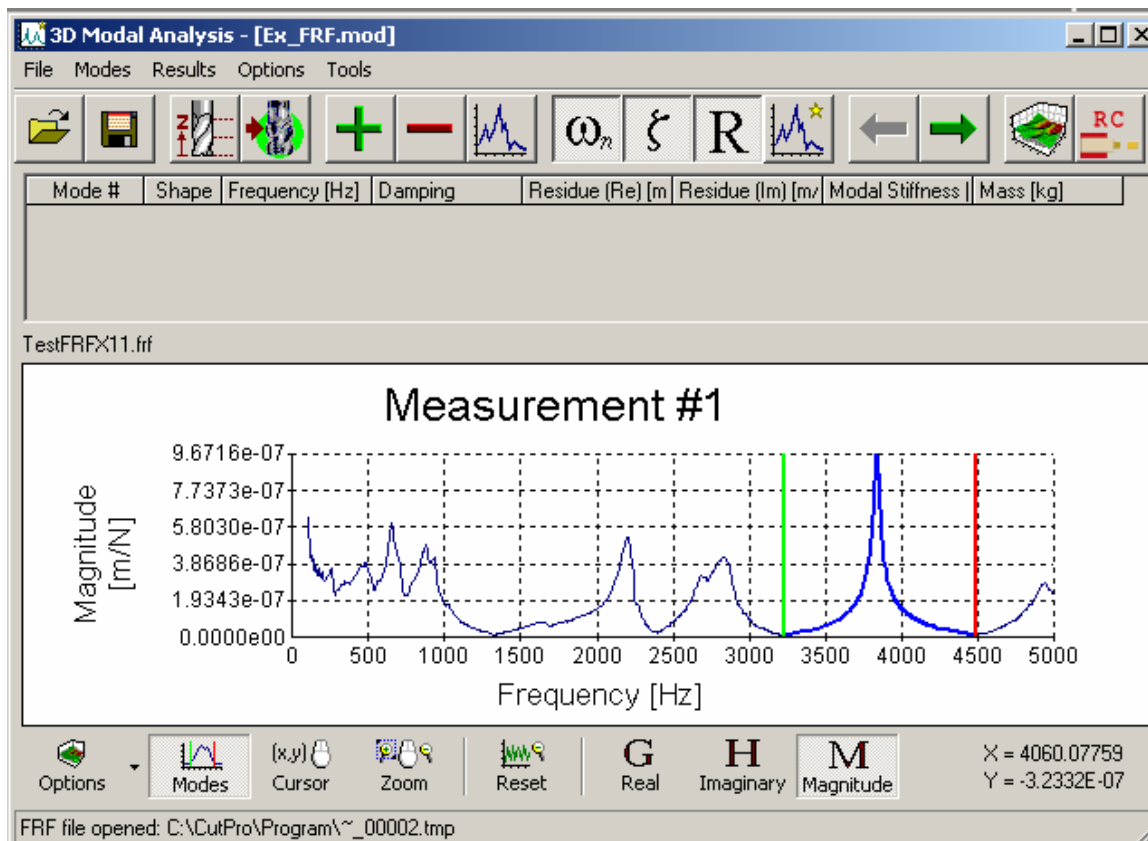 3D Modal Analysis - [Ex_FRF.mod]
File Modes Results Options Tools
Z ωn ζ R RC
Mode # Shape Frequency [Hz] Damping Residue (Re) [m Residue (Im) [m/ Modal Stiffness | Mass [kg]
TestFRFX11.frf
Measurement #1
9.6716e-07
7.7373e-07
5.8030e-07
3.8686e-07
1.9343e-07
0.0000e00
Magnitude
[m/N]
0 500 1000 1500 2000 2500 3000 3500 4000 4500 5000
Frequency [Hz]
(x,y) G H M
Options Modes Cursor Zoom Reset Real Imaginary Magnitude
X = 4060.07759
Y = -3.2332E-07
FRF file opened: C:\CutPro\Program\~_00002.tmp